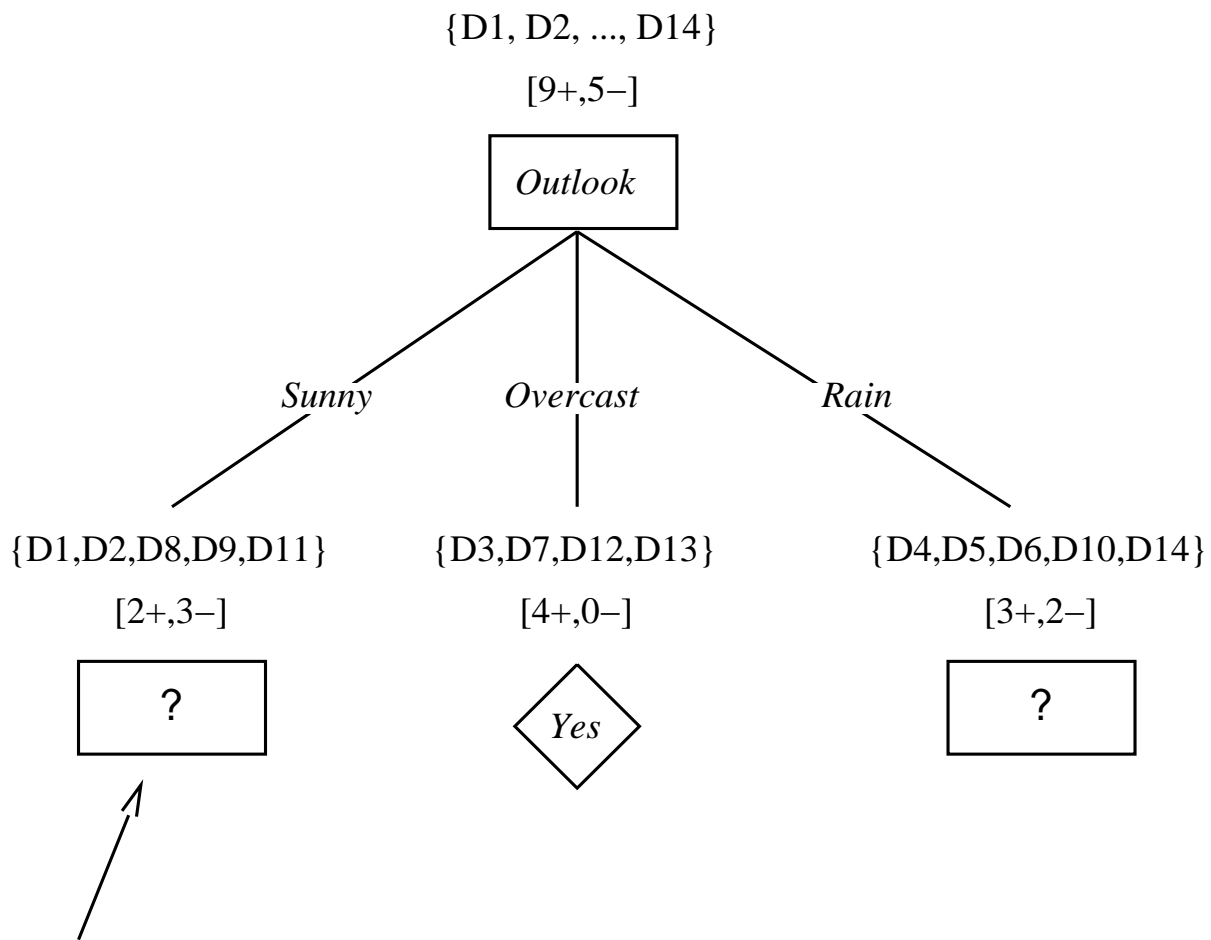 {D1, D2, ..., D14}
[9+,5−]
Outlook
Sunny Overcast Rain
{D1,D2,D8,D9,D11} {D3,D7,D12,D13} {D4,D5,D6,D10,D14}
[2+,3−] [4+,0−] [3+,2−]
? Yes ?